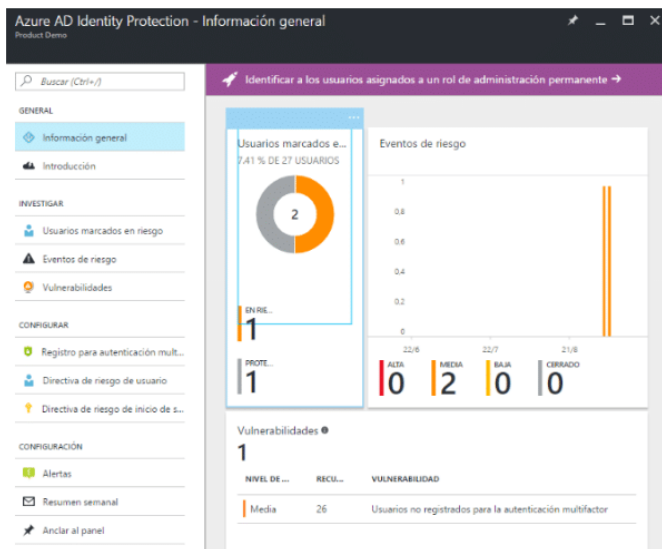 Azure AD Identity Protection - Información general
Product Demo
Buscar (Ctrl+/)
GENERAL
Información general
Introducción
INVESTIGAR
Usuarios marcados en riesgo
Eventos de riesgo
Vulnerabilidades
CONFIGURAR
Registro para autenticación mult...
Directiva de riesgo de usuario
Directiva de riesgo de inicio de s...
CONFIGURACIÓN
Alertas
Resumen semanal
Anclar al panel
Identificar a los usuarios asignados a un rol de administración permanente →
...
Usuarios marcados e...
7.41 % DE 27 USUARIOS
2
EN RIE...
1
PROTE...
1
Eventos de riesgo
1
0,8
0,6
0,4
0,2
0
22/6 22/7 21/8
ALTA MEDIA BAJA CERRADO
0 2 0 0
Vulnerabilidades
1
NIVEL DE ... RECU... VULNERABILIDAD
Media 26 Usuarios no registrados para la autenticación multifactor